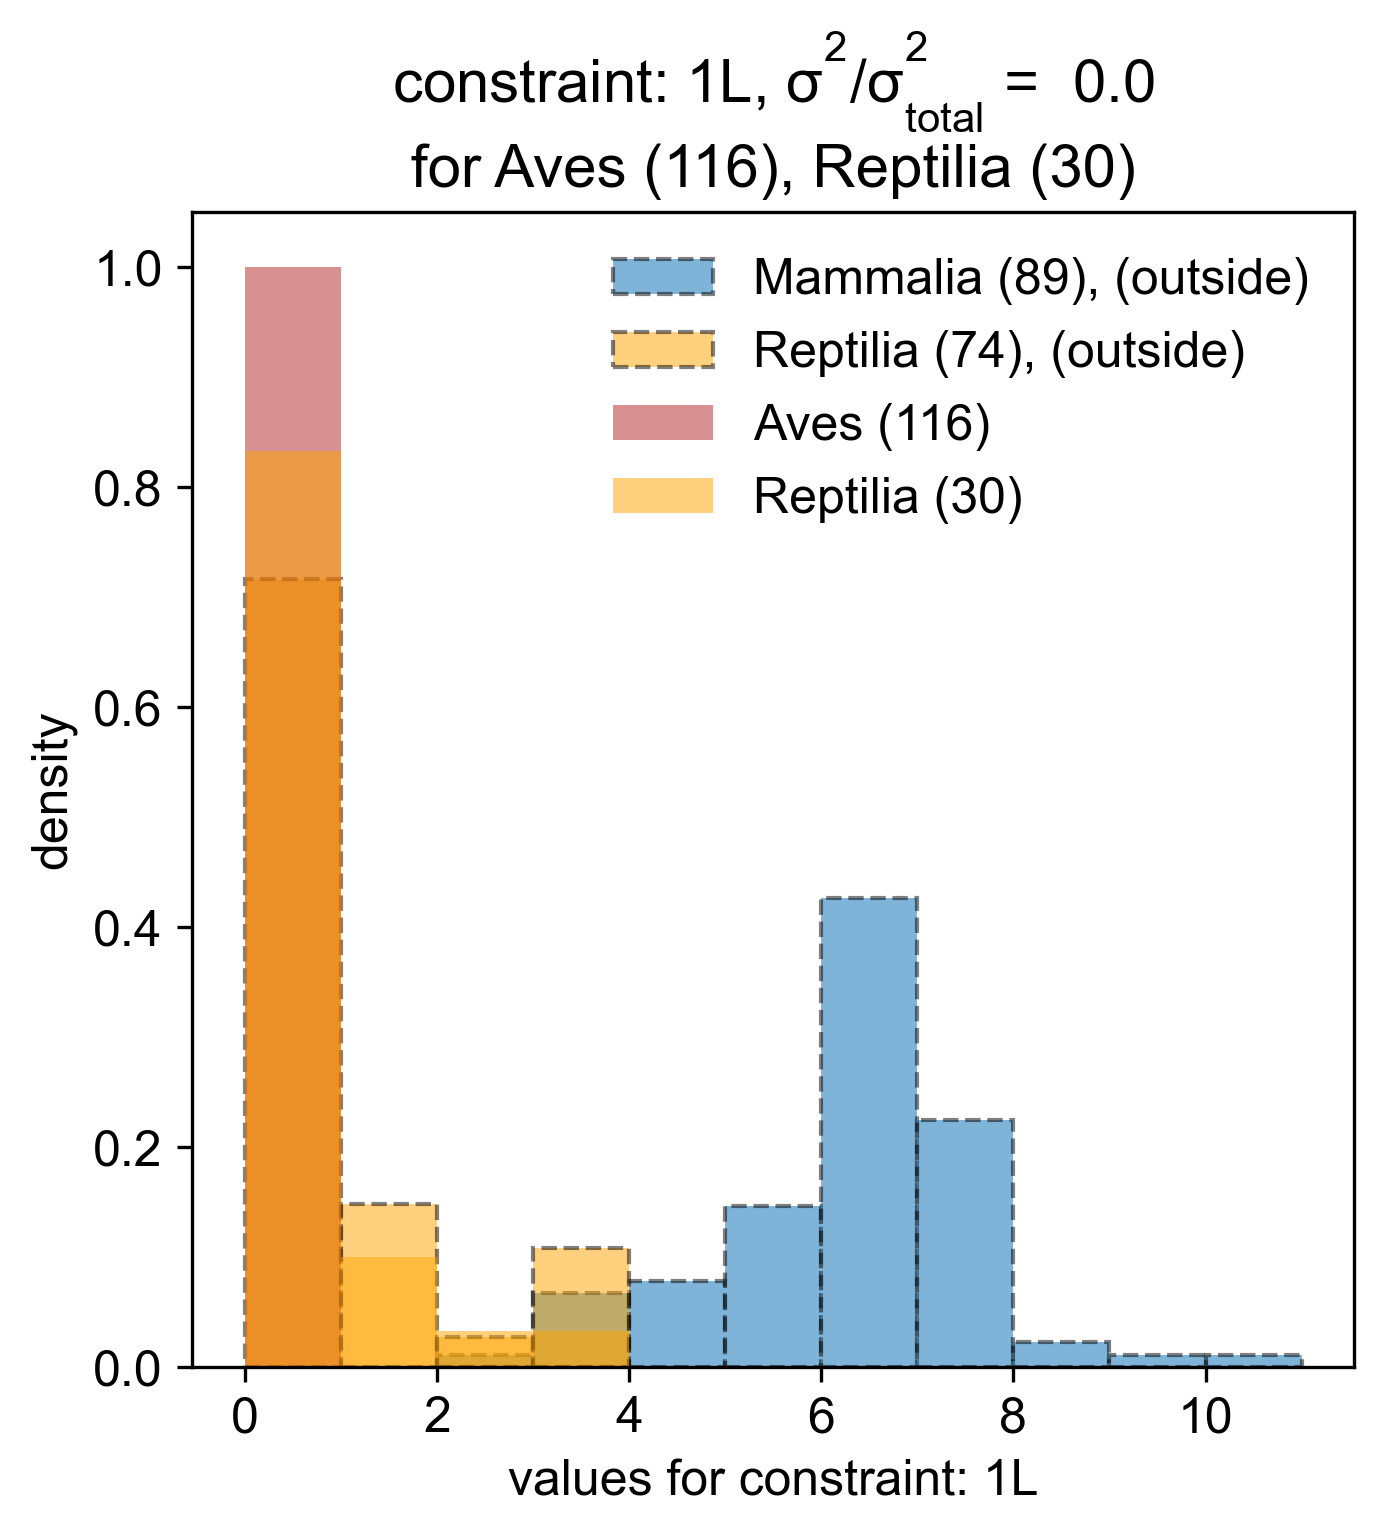 constraint: 1L, σ²/σ²total = 0.0
for Aves (116), Reptilia (30)
Mammalia (89), (outside)
Reptilia (74), (outside)
Aves (116)
Reptilia (30)
density
1.0
0.8
0.6
0.4
0.2
0.0
0 2 4 6 8 10
values for constraint: 1L